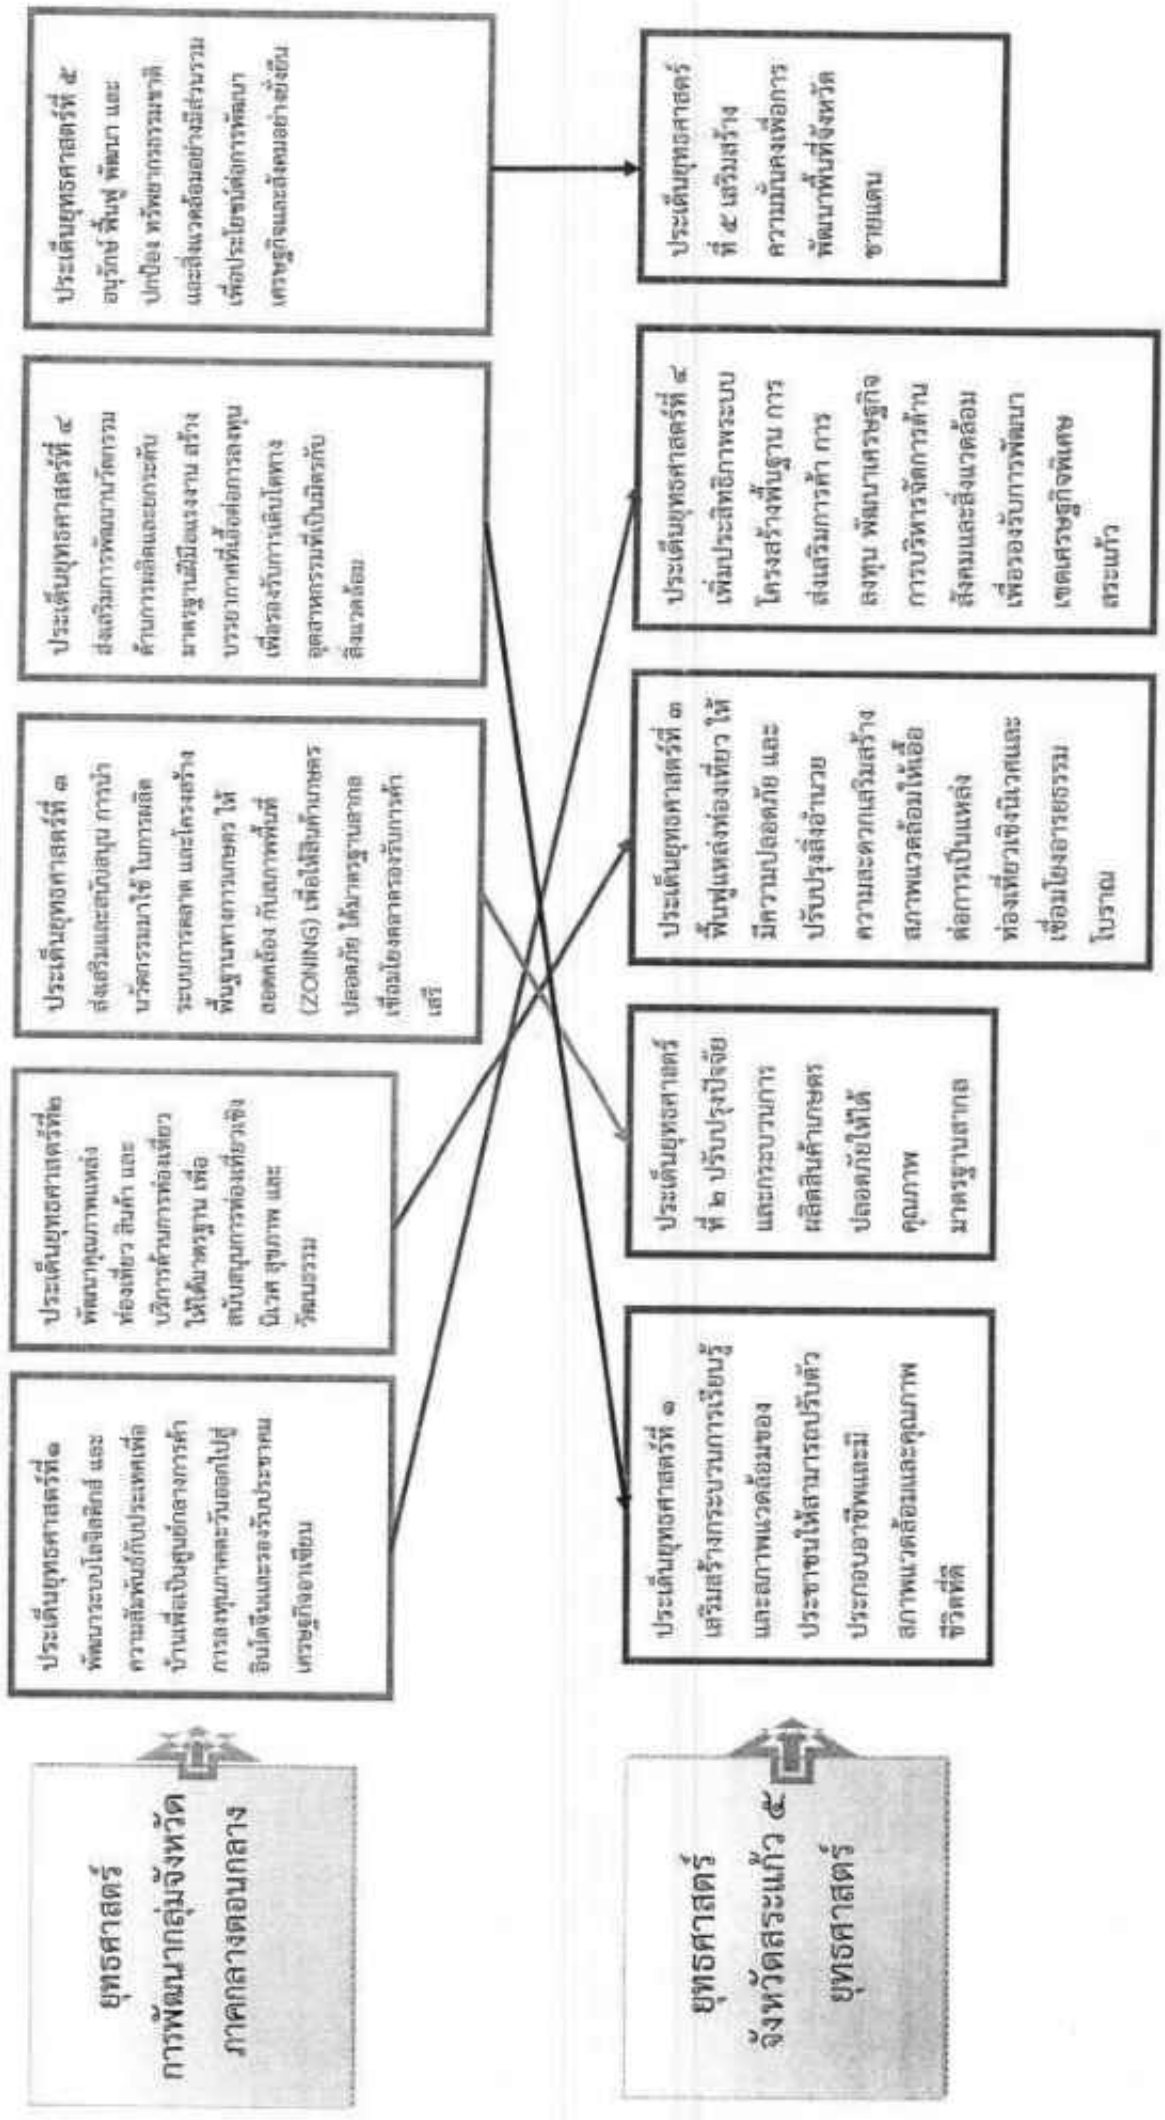 ยุทธศาสตร์
การพัฒนากลุ่มจังหวัด
ภาคกลางตอนกลาง
ประเด็นยุทธศาสตร์ที่๑
พัฒนาระบบโลจิสติกส์ และ
ความสัมพันธ์กับประเทศเพื่อ
บ้านเพื่อเป็นศูนย์กลางการค้า
การลงทุนภาคตะวันออกไปสู่
อินโดจีนและรองรับประชาคม
เศรษฐกิจอาเซียน
ประเด็นยุทธศาสตร์ที่๒
พัฒนาคุณภาพแหล่ง
ท่องเที่ยว สินค้า และ
บริการด้านการท่องเที่ยว
ให้ได้มาตรฐาน เพื่อ
สนับสนุนการท่องเที่ยวเชิง
นิเวศ สุขภาพ และ
วัฒนธรรม
ประเด็นยุทธศาสตร์ที่ ๓
ส่งเสริมและสนับสนุน การนำ
นวัตกรรมมาใช้ ในการผลิต
ระบบการตลาด และโครงสร้าง
พื้นฐานทางการเกษตร ให้
สอดคล้อง กับสภาพพื้นที่
(ZONING) เพื่อให้สินค้าเกษตร
ปลอดภัย ได้มาตรฐานสากล
เชื่อมโยงตลาดรองรับการค้า
เสรี
ประเด็นยุทธศาสตร์ที่ ๔
ส่งเสริมการพัฒนานวัตกรรม
ด้านการผลิตและยกระดับ
มาตรฐานฝีมือแรงงาน สร้าง
บรรยากาศที่เอื้อต่อการลงทุน
เพื่อรองรับการเติบโตทาง
อุตสาหกรรมที่เป็นมิตรกับ
สิ่งแวดล้อม
ประเด็นยุทธศาสตร์ที่ ๕
อนุรักษ์ ฟื้นฟู พัฒนา และ
ปกป้อง ทรัพยากรธรรมชาติ
และสิ่งแวดล้อมอย่างมีส่วนรวม
เพื่อประโยชน์ต่อการพัฒนา
เศรษฐกิจและสังคมอย่างยั่งยืน
ยุทธศาสตร์
จังหวัดสระแก้ว ๕
ยุทธศาสตร์
ประเด็นยุทธศาสตร์ที่ ๑
เสริมสร้างกระบวนการเรียนรู้
และสภาพแวดล้อมของ
ประชาชนให้สามารถปรับตัว
ประกอบอาชีพและมี
สภาพแวดล้อมและคุณภาพ
ชีวิตที่ดี
ประเด็นยุทธศาสตร์
ที่ ๒ ปรับปรุงปัจจัย
และกระบวนการ
ผลิตสินค้าเกษตร
ปลอดภัยให้ได้
คุณภาพ
มาตรฐานสากล
ประเด็นยุทธศาสตร์ที่ ๓
ฟื้นฟูแหล่งท่องเที่ยว ให้
มีความปลอดภัย และ
ปรับปรุงสิ่งอำนวย
ความสะดวกเสริมสร้าง
สภาพแวดล้อมให้เอื้อ
ต่อการเป็นแหล่ง
ท่องเที่ยวเชิงนิเวศและ
เชื่อมโยงอารยธรรม
โบราณ
ประเด็นยุทธศาสตร์ที่ ๔
เพิ่มประสิทธิภาพระบบ
โครงสร้างพื้นฐาน การ
ส่งเสริมการค้า การ
ลงทุน พัฒนาเศรษฐกิจ
การบริหารจัดการด้าน
สังคมและสิ่งแวดล้อม
เพื่อรองรับการพัฒนา
เขตเศรษฐกิจพิเศษ
สระแก้ว
ประเด็นยุทธศาสตร์
ที่ ๕ เสริมสร้าง
ความมั่นคงเพื่อการ
พัฒนาพื้นที่จังหวัด
ชายแดน